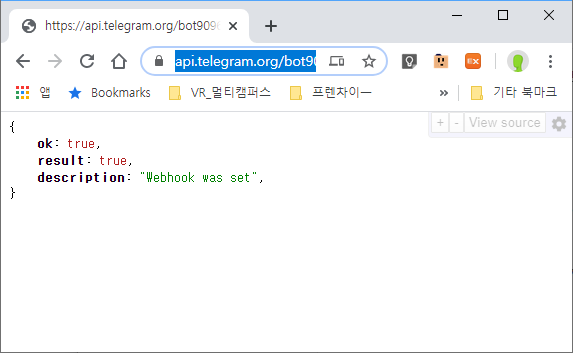 https://api.telegram.org/bot909
api.telegram.org/bot90
앱 Bookmarks VR_멀티캠퍼스 프렌차이ㅡ » 기타 북마크
+ - View source
{
ok: true,
result: true,
description: "Webhook was set",
}